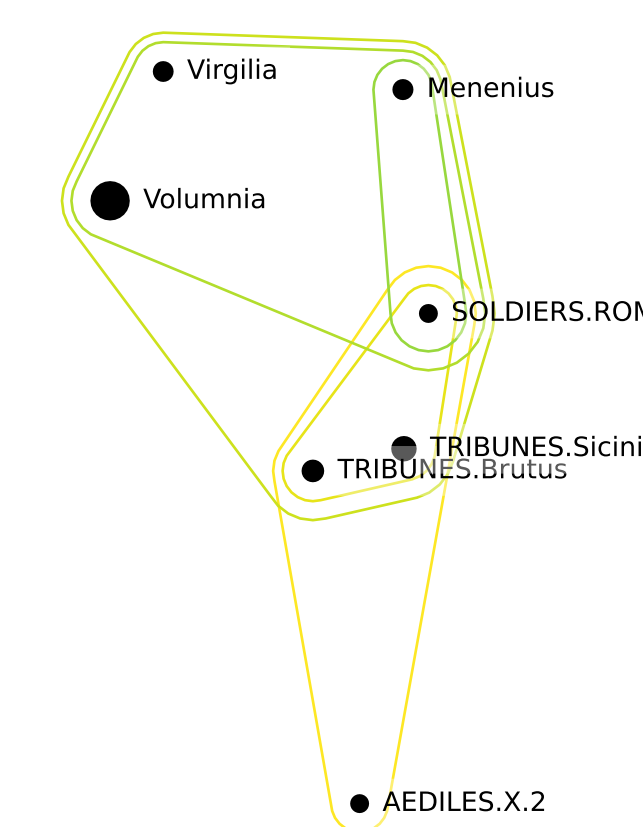 Virgilia
Menenius
Volumnia
SOLDIERS.ROM
TRIBUNES.Sicini
TRIBUNES.Brutus
AEDILES.X.2